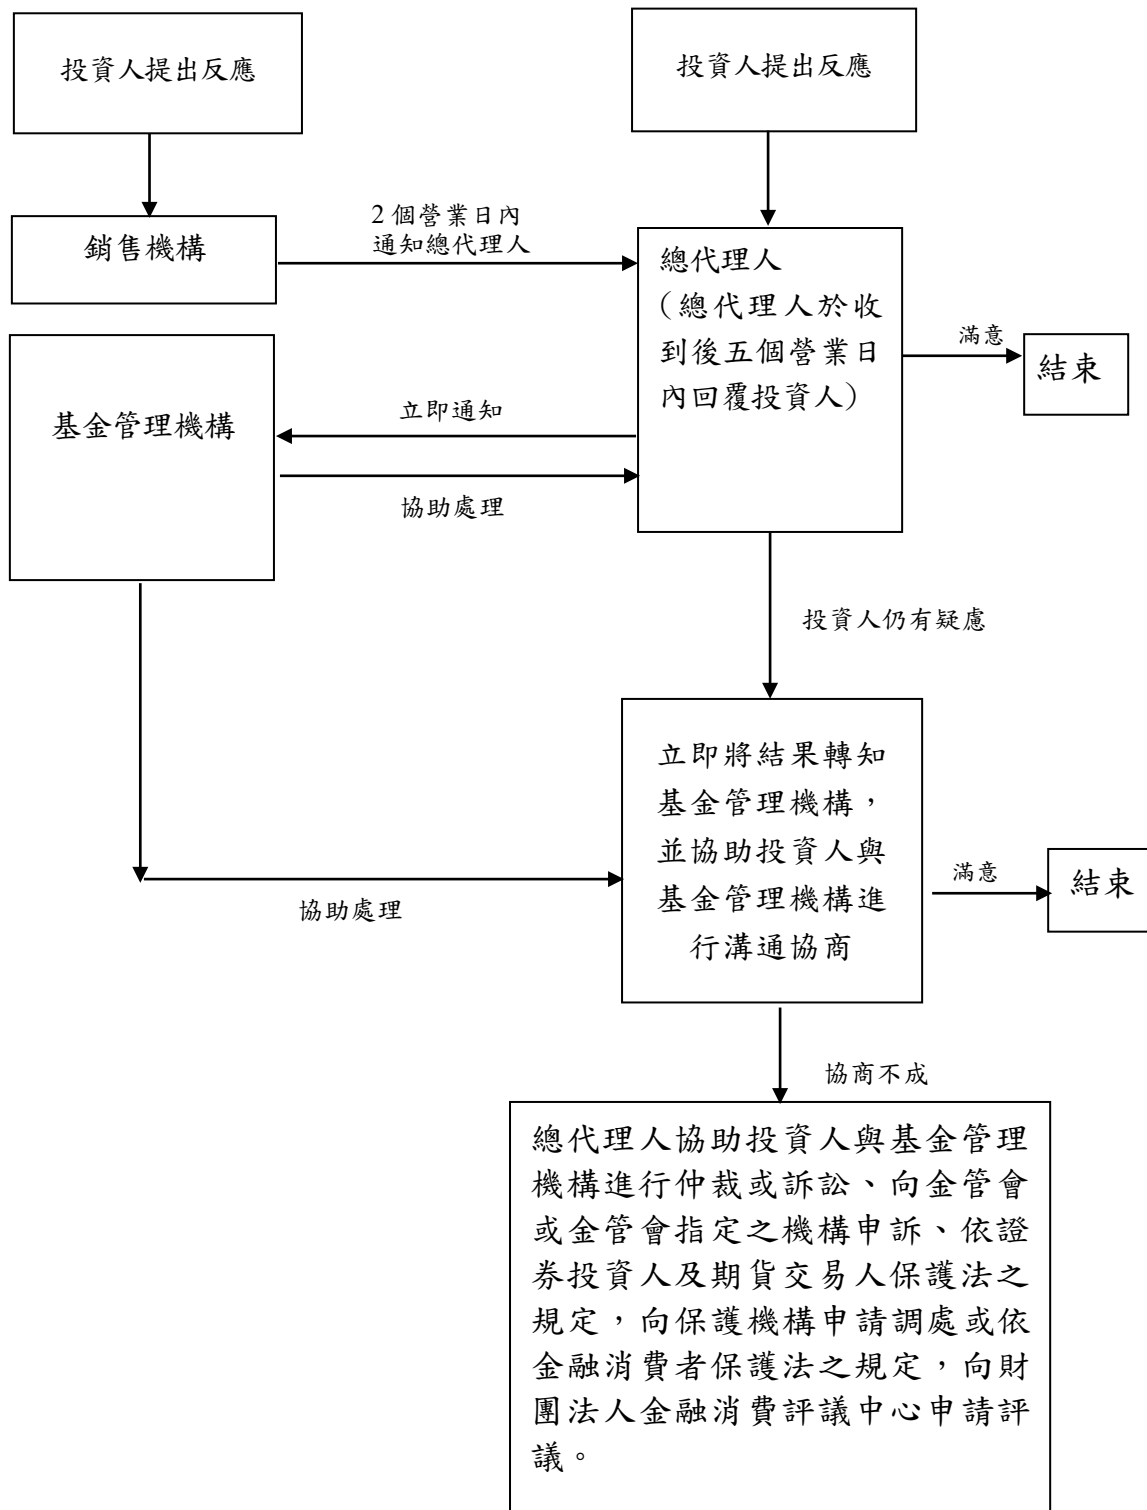 投資人提出反應
投資人提出反應
銷售機構
2 個營業日內
通知總代理人
總代理人
(總代理人於收
到後五個營業日
內回覆投資人)
滿意
結束
基金管理機構
立即通知
協助處理
投資人仍有疑慮
立即將結果轉知
基金管理機構，
並協助投資人與
基金管理機構進
行溝通協商
滿意
結束
協助處理
協商不成
總代理人協助投資人與基金管理
機構進行仲裁或訴訟、向金管會
或金管會指定之機構申訴、依證
券投資人及期貨交易人保護法之
規定，向保護機構申請調處或依
金融消費者保護法之規定，向財
團法人金融消費評議中心申請評
議。